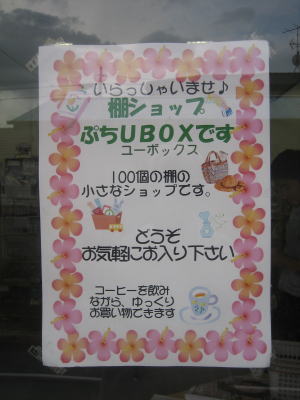 いらっしゃいませ♪
棚ショップ
ぷちUBOXです
ユーボックス
100個の棚の
小さなショップです。
どうぞ
お気軽にお入り下さい
コーヒーを飲み
ながら、ゆっくり
お買い物できます